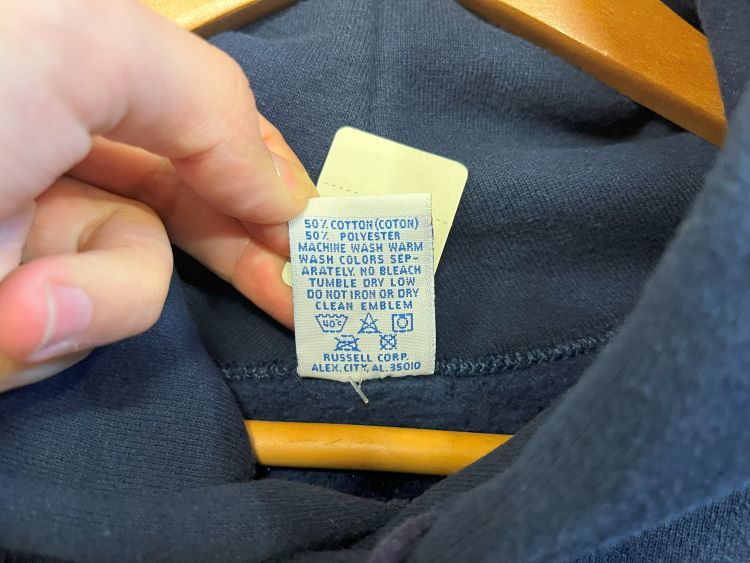 50% COTTON (COTON)
50% POLYESTER
MACHINE WASH WARM
WASH COLORS SEP-
ARATELY. NO BLEACH
TUMBLE DRY LOW
DO NOT IRON OR DRY
CLEAN EMBLEM
40°C
RUSSELL CORP.
ALEX. CITY, AL. 35010